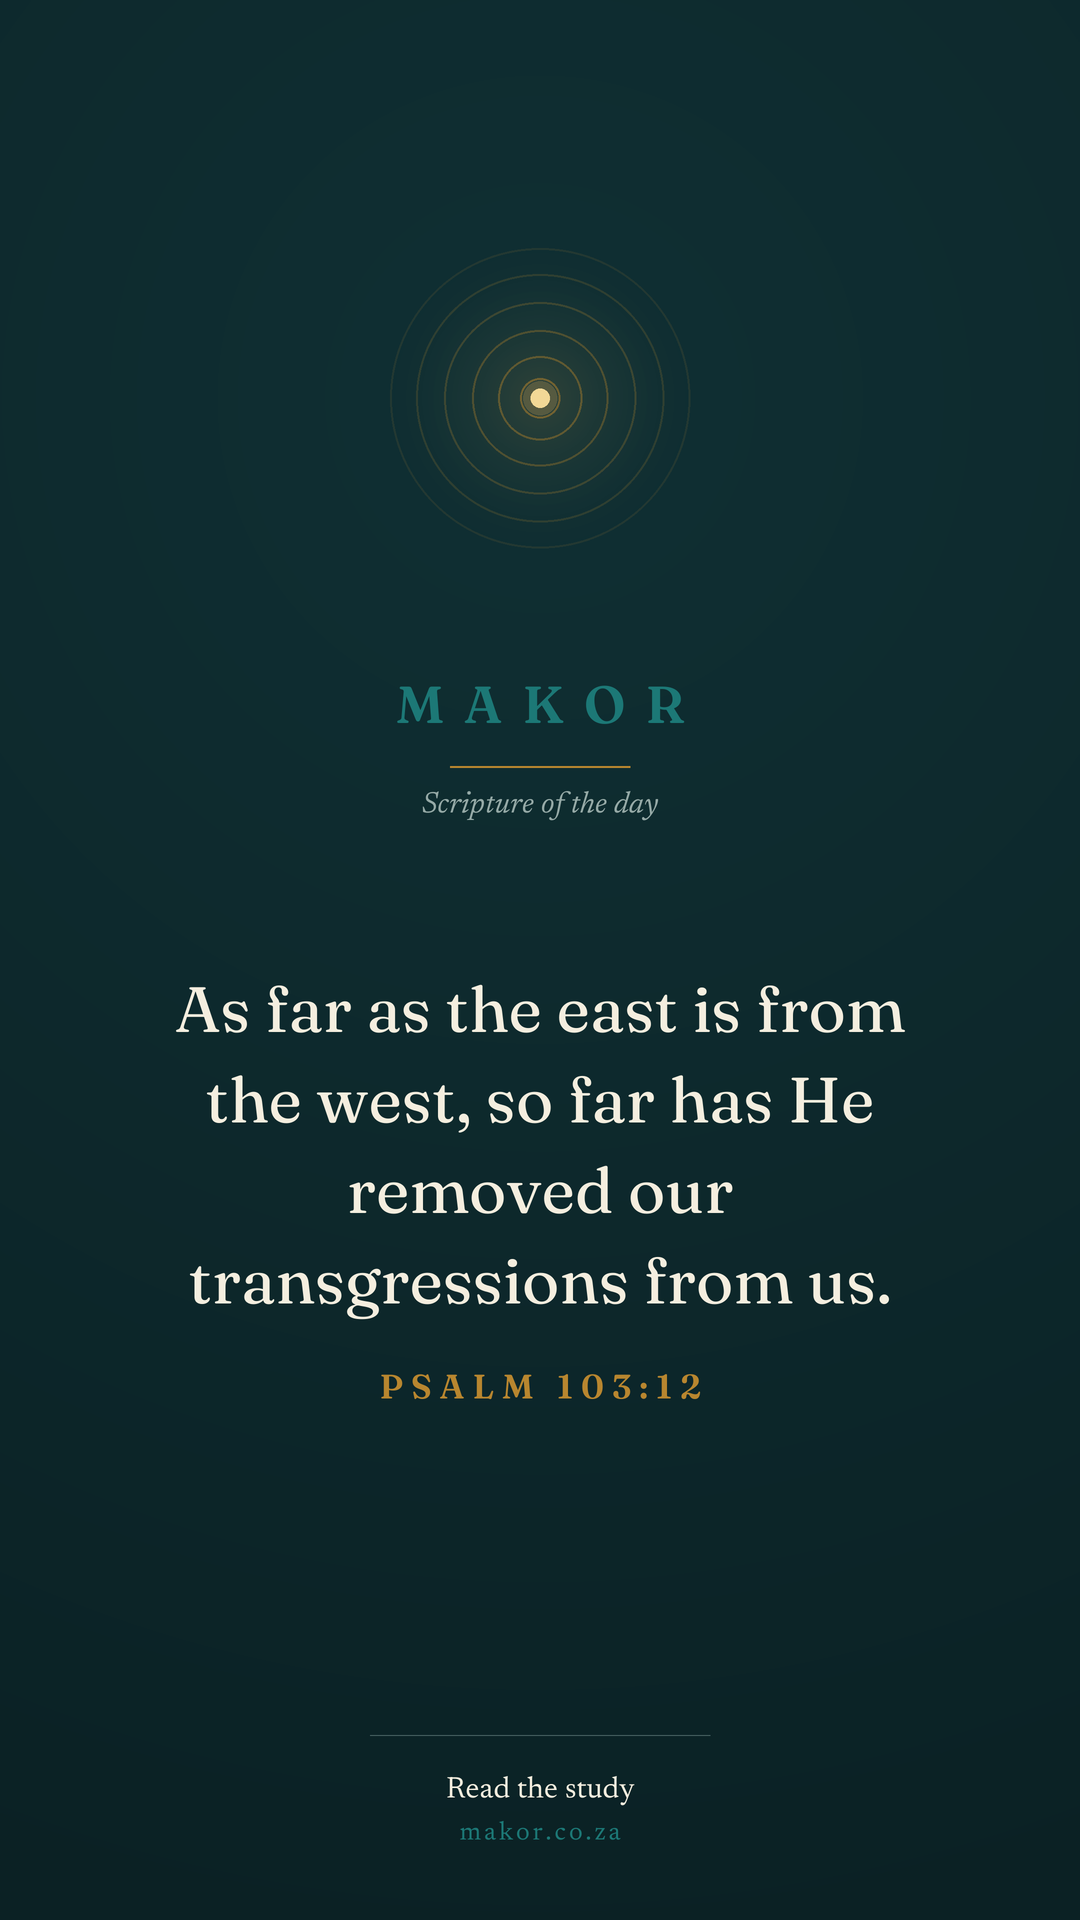 MAKOR
Scripture of the day
As far as the east is from
the west, so far has He
removed our
transgressions from us.
PSALM 103:12
Read the study
makor.co.za